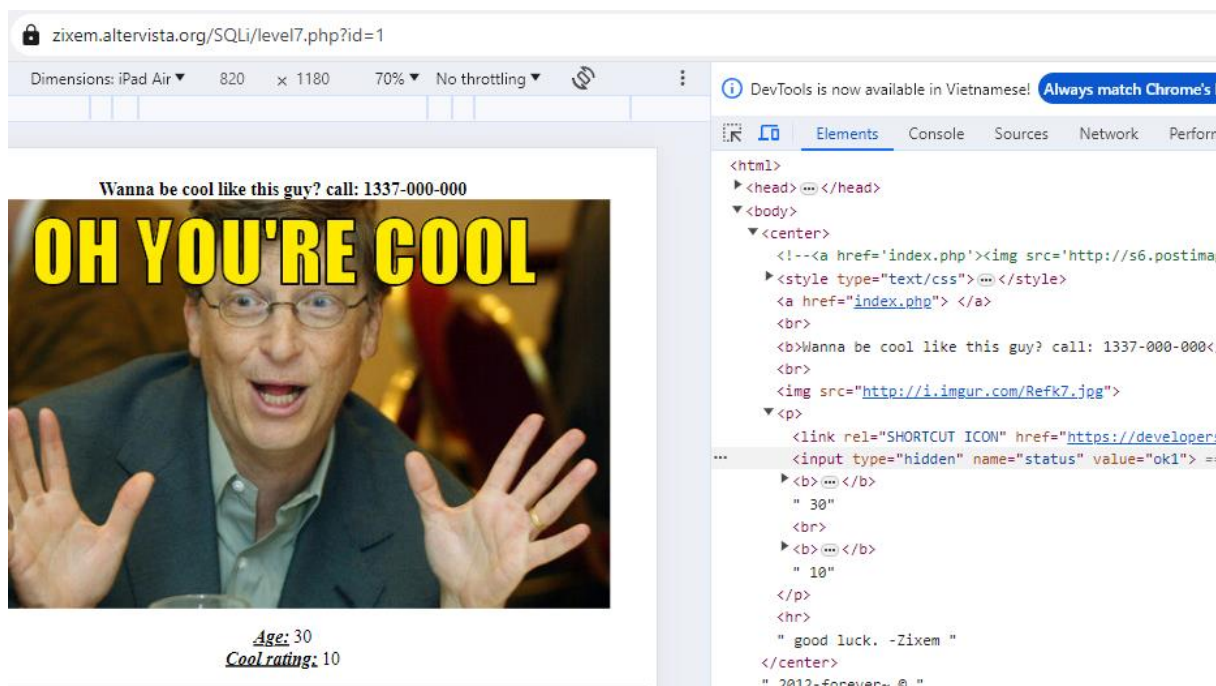 zixem.altervista.org/SQLi/level7.php?id=1
Dimensions: iPad Air ▼ 820 × 1180 70% ▼ No throttling ▼
Wanna be cool like this guy? call: 1337-000-000
OH YOU'RE COOL
Age: 30
Cool rating: 10
DevTools is now available in Vietnamese! Always match Chrome's
Elements Console Sources Network Perform
<html>
▶<head> ••• </head>
▼<body>
▼<center>
<!--<a href='index.php'><img src='http://s6.postima
▶<style type="text/css"> ••• </style>
<a href="index.php"> </a>
<br>
<b>Wanna be cool like this guy? call: 1337-000-000<
<br>
<img src="http://i.imgur.com/Refk7.jpg">
▼<p>
<link rel="SHORTCUT ICON" href="https://developers
••• <input type="hidden" name="status" value="ok1"> ==
▶<b> ••• </b>
" 30"
<br>
▶<b> ••• </b>
" 10"
</p>
<hr>
" good luck. -Zixem "
</center>
" 2012-forever~ © "